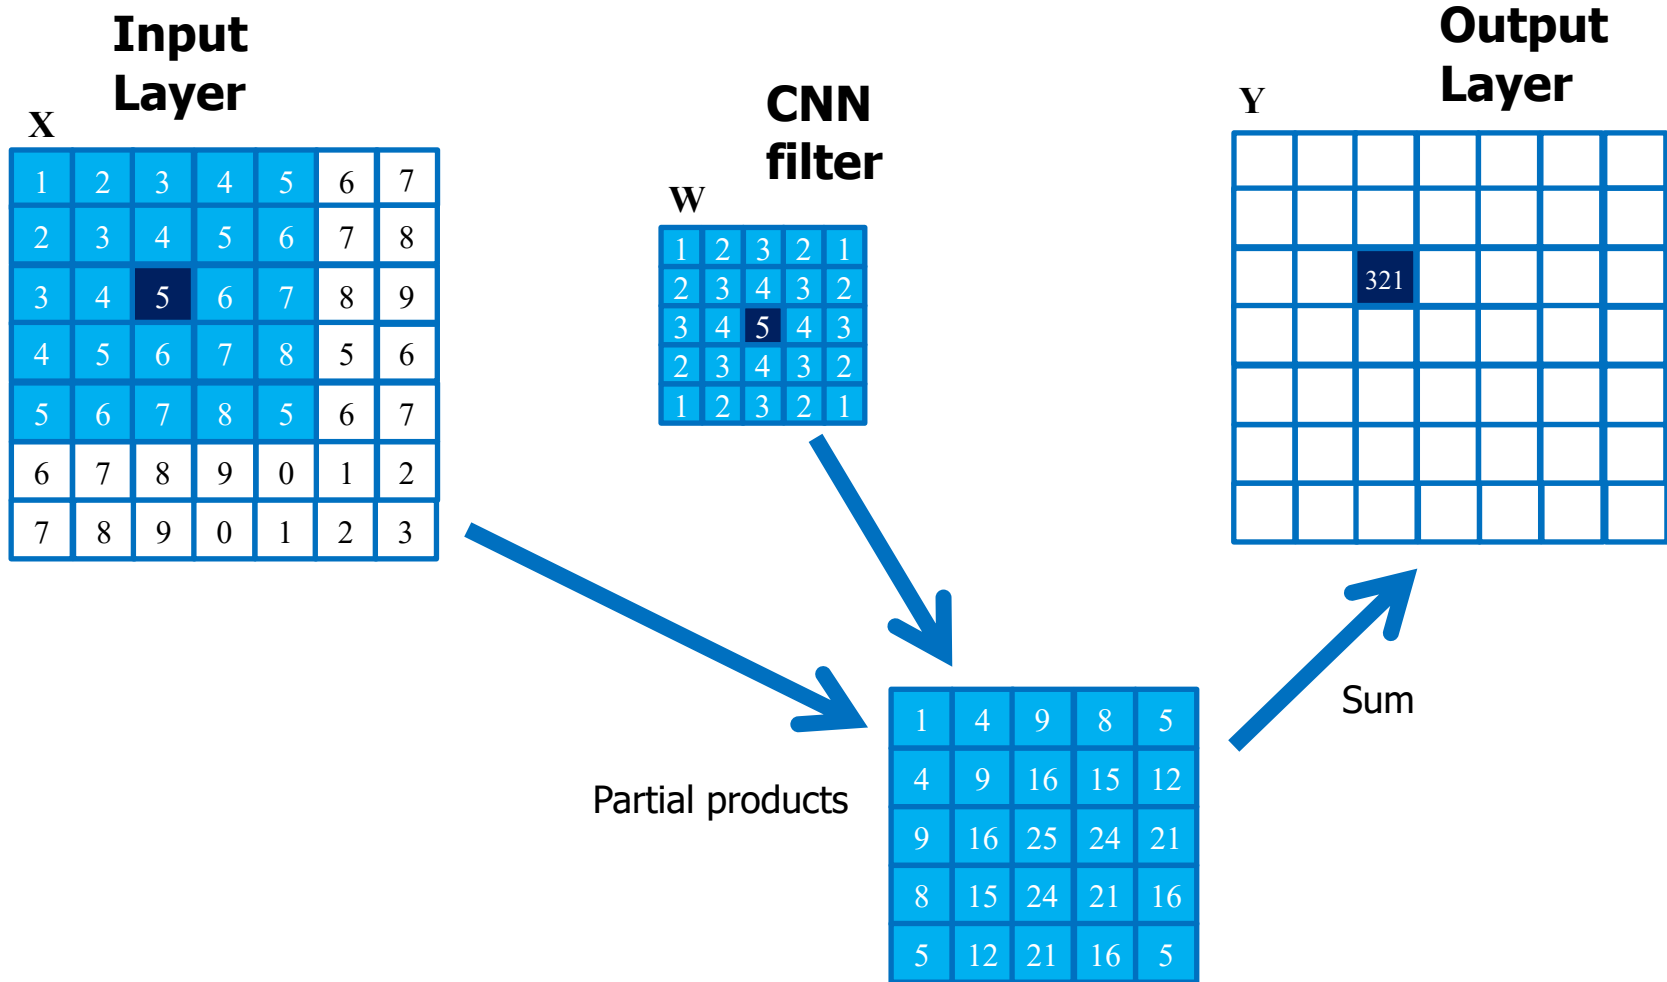 Input
Layer
X
1 2 3 4 5 6 7
2 3 4 5 6 7 8
3 4 5 6 7 8 9
4 5 6 7 8 5 6
5 6 7 8 5 6 7
6 7 8 9 0 1 2
7 8 9 0 1 2 3
CNN
filter
W
1 2 3 2 1
2 3 4 3 2
3 4 5 4 3
2 3 4 3 2
1 2 3 2 1
Output
Layer
Y
321
Partial products
1 4 9 8 5
4 9 16 15 12
9 16 25 24 21
8 15 24 21 16
5 12 21 16 5
Sum